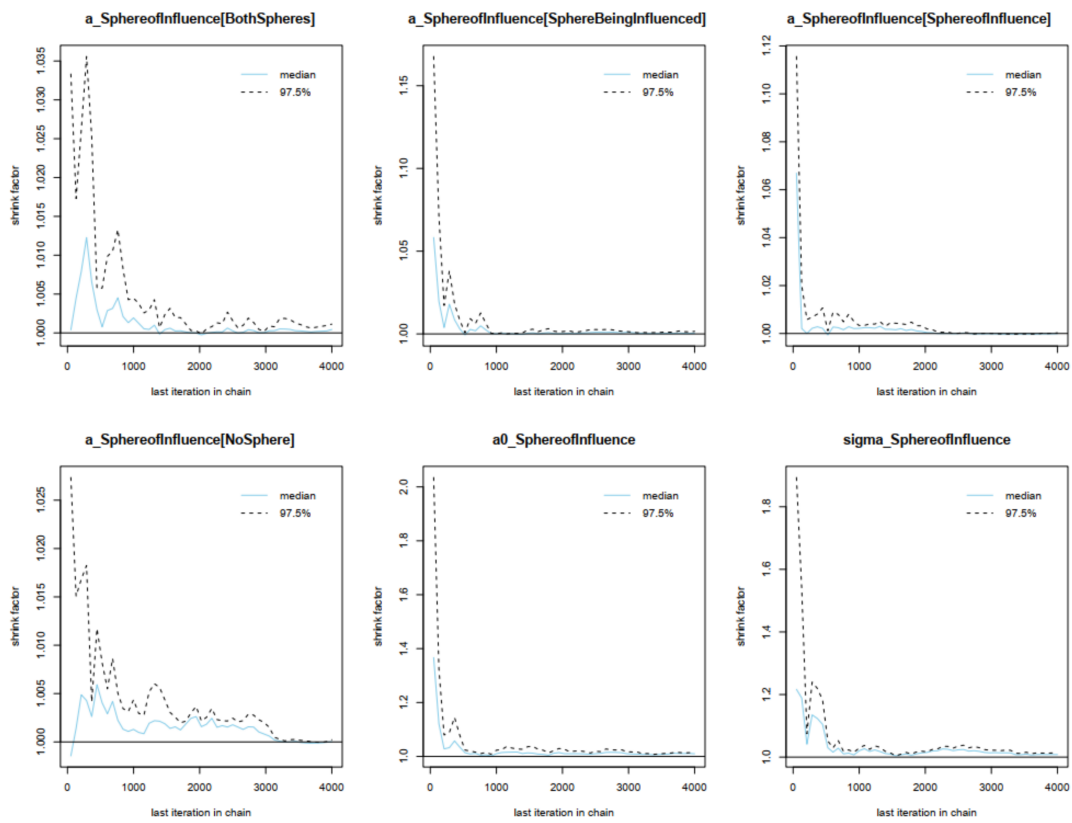 a_SphereofInfluence[BothSpheres]
shrink factor
1.000 1.005 1.010 1.015 1.020 1.025 1.030 1.035
median
97.5%
0 1000 2000 3000 4000
last iteration in chain
a_SphereofInfluence[SphereBeingInfluenced]
shrink factor
1.00 1.05 1.10 1.15
median
97.5%
0 1000 2000 3000 4000
last iteration in chain
a_SphereofInfluence[SphereofInfluence]
shrink factor
1.00 1.02 1.04 1.06 1.08 1.10 1.12
median
97.5%
0 1000 2000 3000 4000
last iteration in chain
a_SphereofInfluence[NoSphere]
shrink factor
1.000 1.005 1.010 1.015 1.020 1.025
median
97.5%
0 1000 2000 3000 4000
last iteration in chain
a0_SphereofInfluence
shrink factor
1.0 1.2 1.4 1.6 1.8 2.0
median
97.5%
0 1000 2000 3000 4000
last iteration in chain
sigma_SphereofInfluence
shrink factor
1.0 1.2 1.4 1.6 1.8
median
97.5%
0 1000 2000 3000 4000
last iteration in chain